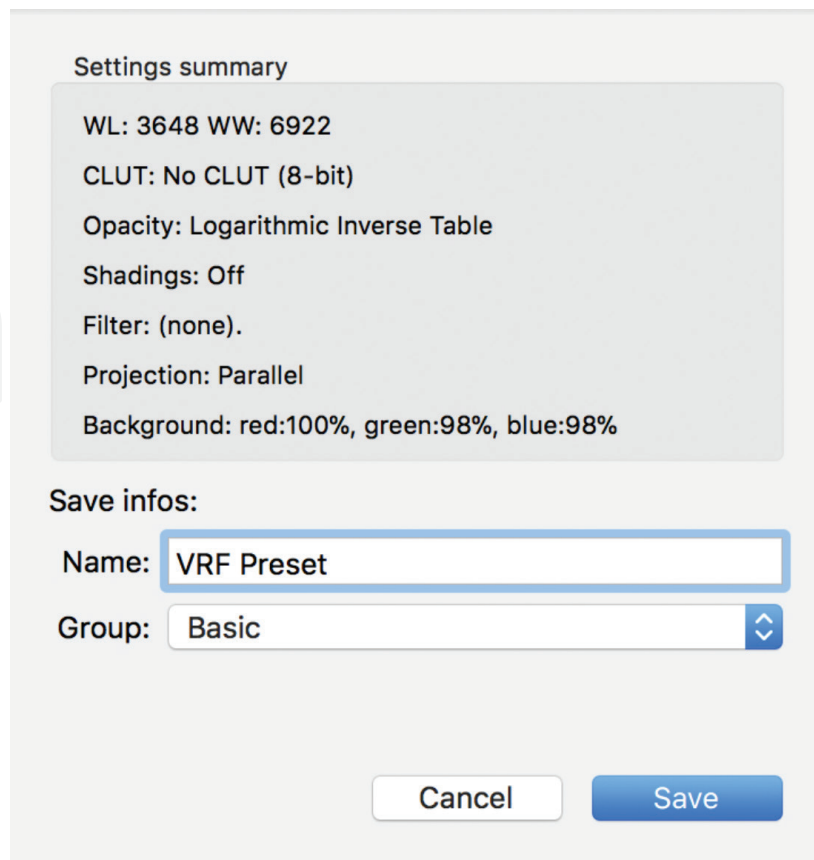 Settings summary
WL: 3648 WW: 6922
CLUT: No CLUT (8-bit)
Opacity: Logarithmic Inverse Table
Shadings: Off
Filter: (none).
Projection: Parallel
Background: red:100%, green:98%, blue:98%
Save infos:
Name: VRF Preset
Group: Basic
Cancel Save